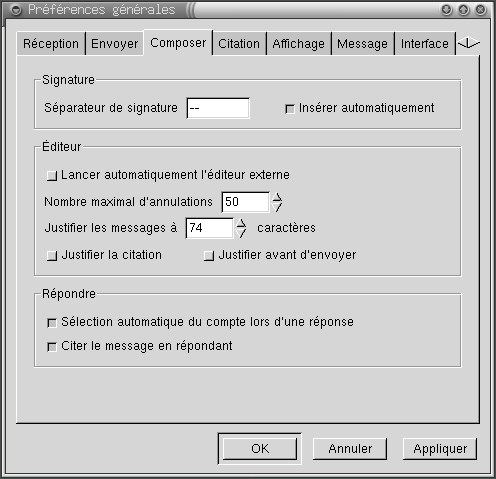 Préférences générales
Réception Envoyer Composer Citation Affichage Message Interface
Signature
Séparateur de signature -- Insérer automatiquement
Éditeur
Lancer automatiquement l'éditeur externe
Nombre maximal d'annulations 50
Justifier les messages à 74 caractères
Justifier la citation Justifier avant d'envoyer
Répondre
Sélection automatique du compte lors d'une réponse
Citer le message en répondant
OK Annuler Appliquer